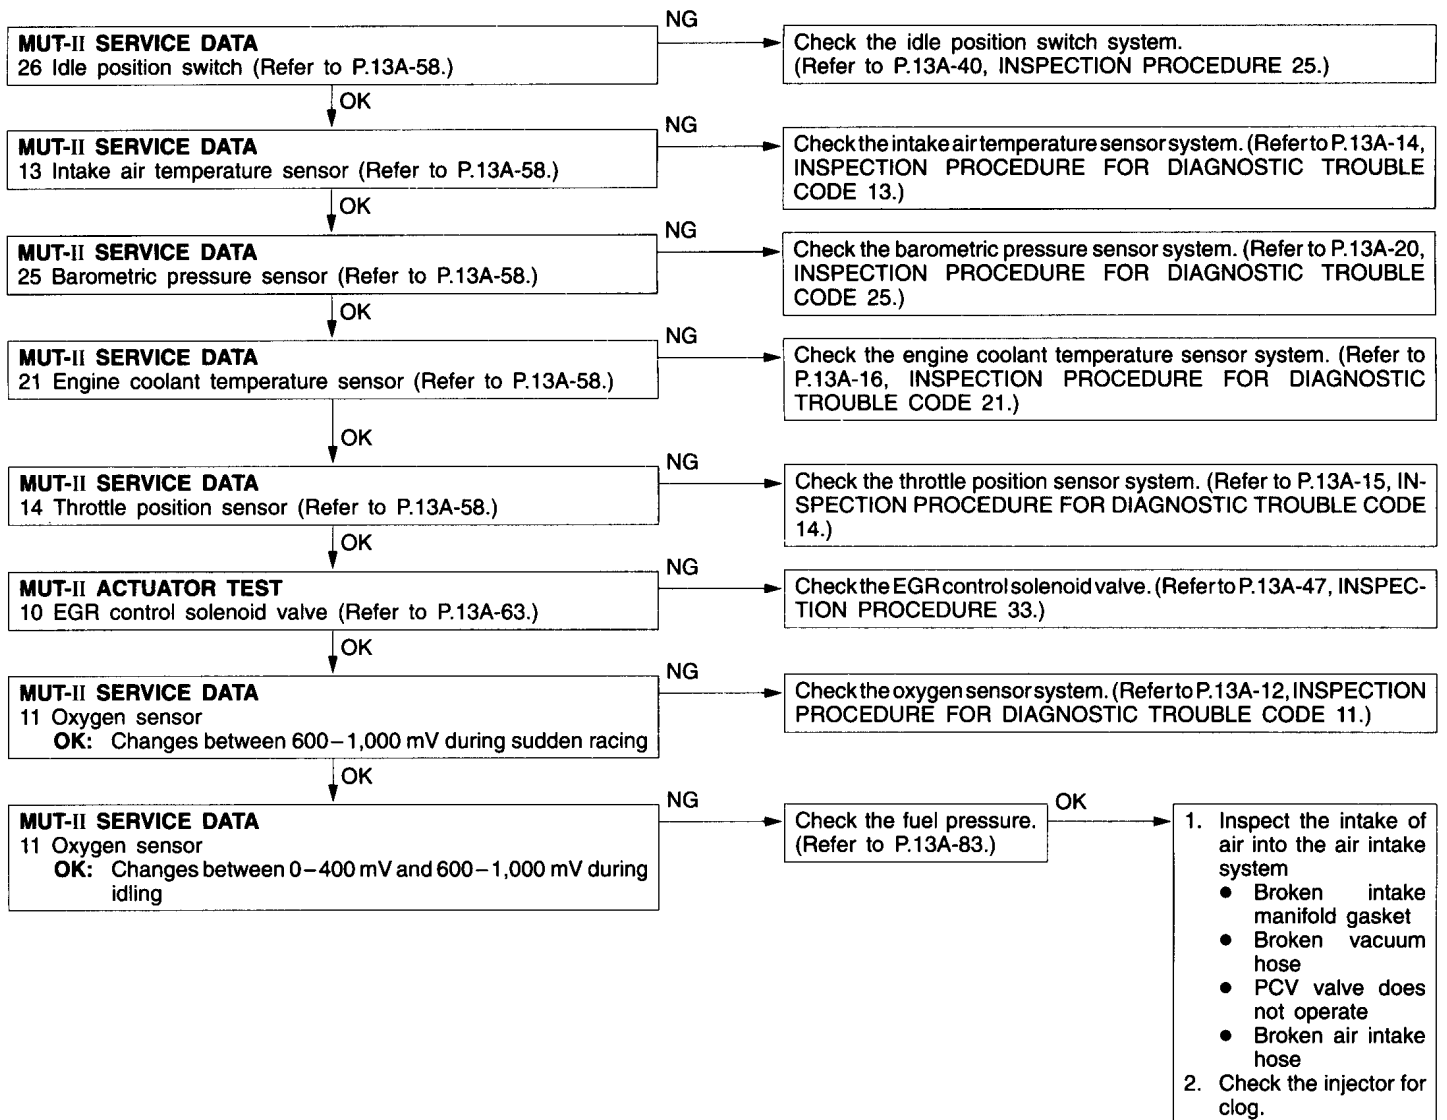 NG
MUT-II SERVICE DATA
26 Idle position switch (Refer to P.13A-58.)
Check the idle position switch system.
(Refer to P.13A-40, INSPECTION PROCEDURE 25.)
OK
NG
MUT-II SERVICE DATA
13 Intake air temperature sensor (Refer to P.13A-58.)
Check the intake air temperature sensor system. (Refer to P.13A-14,
INSPECTION PROCEDURE FOR DIAGNOSTIC TROUBLE
CODE 13.)
OK
NG
MUT-II SERVICE DATA
25 Barometric pressure sensor (Refer to P.13A-58.)
Check the barometric pressure sensor system. (Refer to P.13A-20,
INSPECTION PROCEDURE FOR DIAGNOSTIC TROUBLE
CODE 25.)
OK
NG
MUT-II SERVICE DATA
21 Engine coolant temperature sensor (Refer to P.13A-58.)
Check the engine coolant temperature sensor system. (Refer to
P.13A-16, INSPECTION PROCEDURE FOR DIAGNOSTIC
TROUBLE CODE 21.)
OK
NG
MUT-II SERVICE DATA
14 Throttle position sensor (Refer to P.13A-58.)
Check the throttle position sensor system. (Refer to P.13A-15, IN-
SPECTION PROCEDURE FOR DIAGNOSTIC TROUBLE CODE
14.)
OK
NG
MUT-II ACTUATOR TEST
10 EGR control solenoid valve (Refer to P.13A-63.)
Check the EGR control solenoid valve. (Refer to P.13A-47, INSPEC-
TION PROCEDURE 33.)
OK
NG
MUT-II SERVICE DATA
11 Oxygen sensor
OK: Changes between 600–1,000 mV during sudden racing
Check the oxygen sensor system. (Refer to P.13A-12, INSPECTION
PROCEDURE FOR DIAGNOSTIC TROUBLE CODE 11.)
OK
NG
MUT-II SERVICE DATA
11 Oxygen sensor
OK: Changes between 0–400 mV and 600–1,000 mV during
idling
Check the fuel pressure.
(Refer to P.13A-83.)
OK
1. Inspect the intake of
air into the air intake
system
● Broken intake
manifold gasket
● Broken vacuum
hose
● PCV valve does
not operate
● Broken air intake
hose
2. Check the injector for
clog.